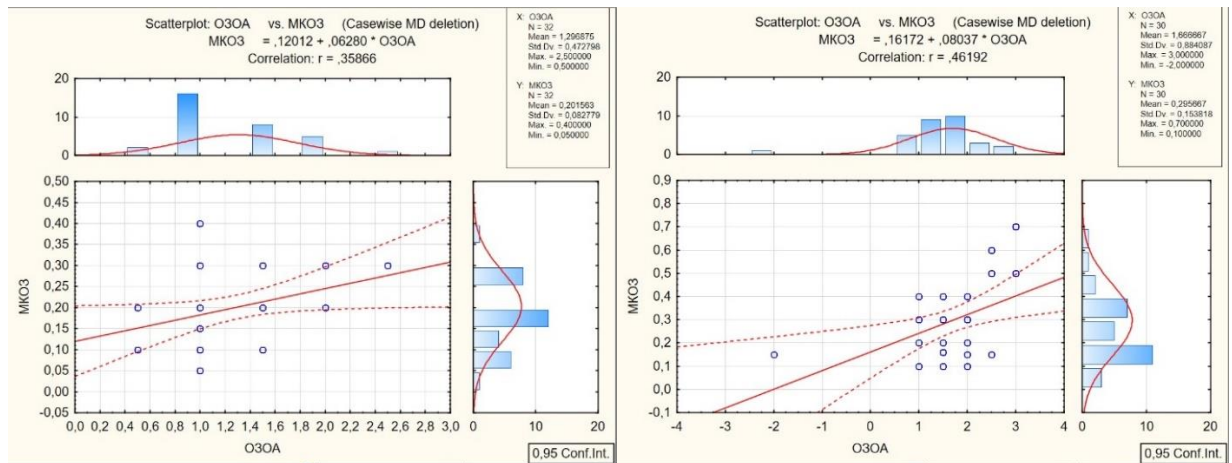 Scatterplot: ОЗОА vs. МКОЗ (Casewise MD deletion)
МКОЗ = ,12012 + ,06280 * ОЗОА
Correlation: r = ,35866
X: ОЗОА
N = 32
Mean = 1,296875
Std.Dv. = 0,472798
Max. = 2,500000
Min. = 0,500000
Y: МКОЗ
N = 32
Mean = 0,201563
Std.Dv. = 0,082779
Max. = 0,400000
Min. = 0,050000
20
10
0
0,50
0,45
0,40
0,35
0,30
0,25
0,20
0,15
0,10
0,05
0,00
-0,05
МКОЗ
0,0 0,2 0,4 0,6 0,8 1,0 1,2 1,4 1,6 1,8 2,0 2,2 2,4 2,6 2,8 3,0
ОЗОА
0 10 20
0,95 Conf.Int.
Scatterplot: ОЗОА vs. МКОЗ (Casewise MD deletion)
МКОЗ = ,16172 + ,08037 * ОЗОА
Correlation: r = ,46192
X: ОЗОА
N = 30
Mean = 1,666667
Std.Dv. = 0,884087
Max. = 3,000000
Min. = -2,000000
Y: МКОЗ
N = 30
Mean = 0,295667
Std.Dv. = 0,153818
Max. = 0,700000
Min. = 0,100000
20
10
0
0,9
0,8
0,7
0,6
0,5
0,4
0,3
0,2
0,1
0,0
-0,1
МКОЗ
-4 -3 -2 -1 0 1 2 3 4
ОЗОА
0 10 20
0,95 Conf.Int.